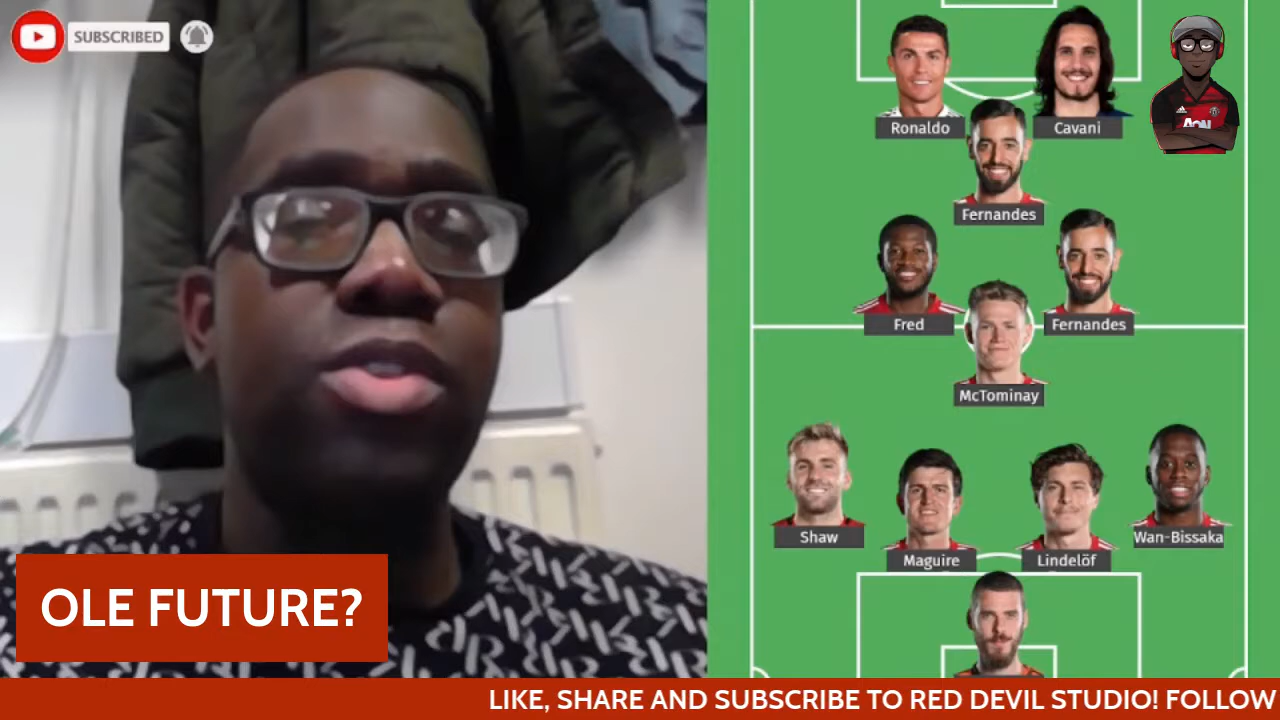 SUBSCRIBED
Ronaldo
Cavani
AON
Fernandes
Fred
Fernandes
McTominay
Shaw
Maguire
Lindelöf
Wan-Bissaka
OLE FUTURE?
LIKE, SHARE AND SUBSCRIBE TO RED DEVIL STUDIO! FOLLOW